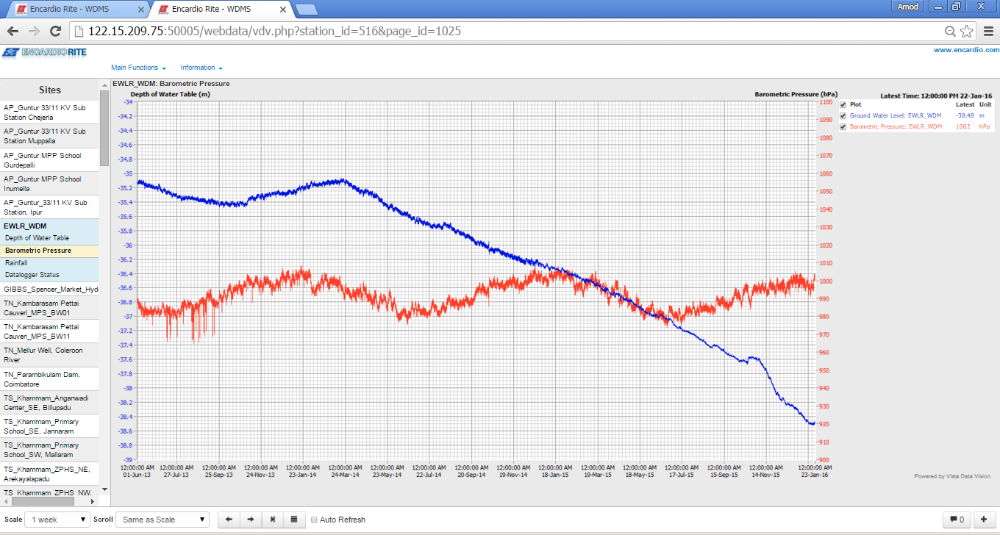 Encardio Rite - WDMS
Encardio Rite - WDMS
Amod
122.15.209.75:50005/webdata/vdv.php?station_id=516&page_id=1025
ENCARDIO RITE
www.encardio.com
Main Functions
Information
Sites
AP_Guntur 33/11 KV Sub
Station Chejerla
AP_Guntur 33/11 KV Sub
Station Muppalla
AP_Guntur MPP School
Gurdepalli
AP_Guntur MPP School
Inumella
AP_Guntur_33/11 KV Sub
Station, Ipur
EWLR_WDM
Depth of Water Table
Barometric Pressure
Rainfall
Datalogger Status
GIBBS_Spencer_Market_Hyd
TN_Kambarasam Pettai
Cauveri_MPS_BW01
TN_Kambarasam Pettai
Cauveri_MPS_BW11
TN_Mellur Well, Coleroon
River
TN_Parambikulam Dam,
Coimbatore
TS_Khammam_Anganwadi
Center_SE, Billupadu
TS_Khammam_Primary
School_SE, Jannaram
TS_Khammam_Primary
School_SW, Mallaram
TS_Khammam_ZPHS_NE,
Arekayalapadu
TS_Khammam_ZPHS_NW,
EWLR_WDM: Barometric Pressure
Depth of Water Table (m)
Barometric Pressure (hPa)
-34
-34.2
-34.4
-34.6
-34.8
-35
-35.2
-35.4
-35.6
-35.8
-36
-36.2
-36.4
-36.6
-36.8
-37
-37.2
-37.4
-37.6
-37.8
-38
-38.2
-38.4
-38.6
-38.8
-39
1100
1090
1080
1070
1060
1050
1040
1030
1020
1010
1000
990
980
970
960
950
940
930
920
910
900
12:00:00 AM 12:00:00 AM 12:00:00 AM 12:00:00 AM 12:00:00 AM 12:00:00 AM 12:00:00 AM 12:00:00 AM 12:00:00 AM 12:00:00 AM 12:00:00 AM 12:00:00 AM 12:00:00 AM 12:00:00 AM 12:00:00 AM 12:00:00 AM 12:00:00 AM
01-Jun-13 27-Jul-13 25-Sep-13 24-Nov-13 23-Jan-14 24-Mar-14 23-May-14 22-Jul-14 20-Sep-14 19-Nov-14 18-Jan-15 19-Mar-15 18-May-15 17-Jul-15 15-Sep-15 14-Nov-15 23-Jan-16
Latest Time: 12:00:00 PM 22-Jan-16
Plot Latest Unit
Ground Water Level: EWLR_WDM -38.48 m
Barometric Pressure: EWLR_WDM 1002 hPa
Powered by Vista Data Vision
Scale 1 week Scroll Same as Scale Auto Refresh 0